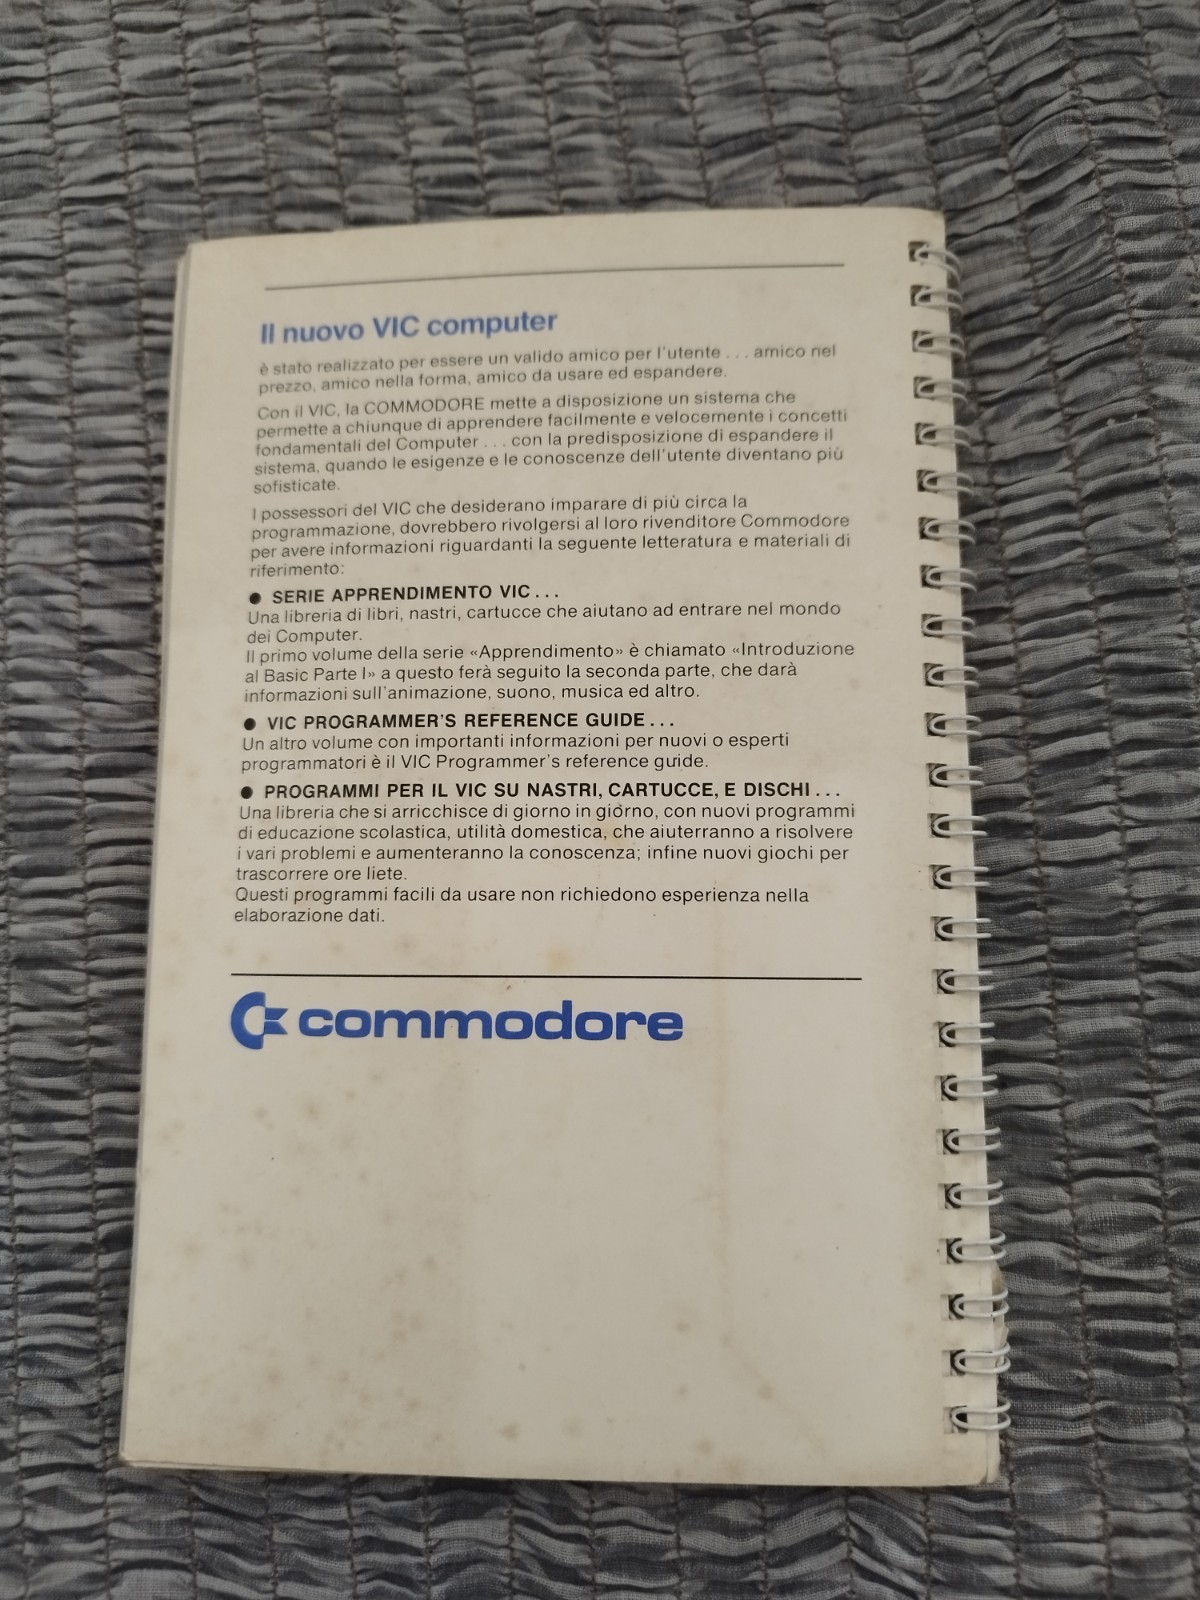 Il nuovo VIC computer
è stato realizzato per essere un valido amico per l'utente . . . amico nel
prezzo, amico nella forma, amico da usare ed espandere.
Con il VIC, la COMMODORE mette a disposizione un sistema che
permette a chiunque di apprendere facilmente e velocemente i concetti
fondamentali del Computer . . . con la predisposizione di espandere il
sistema, quando le esigenze e le conoscenze dell'utente diventano più
sofisticate.
I possessori del VIC che desiderano imparare di più circa la
programmazione, dovrebbero rivolgersi al loro rivenditore Commodore
per avere informazioni riguardanti la seguente letteratura e materiali di
riferimento:
● SERIE APPRENDIMENTO VIC . . .
Una libreria di libri, nastri, cartucce che aiutano ad entrare nel mondo
dei Computer.
Il primo volume della serie «Apprendimento» è chiamato «Introduzione
al Basic Parte I» a questo ferà seguito la seconda parte, che darà
informazioni sull'animazione, suono, musica ed altro.
● VIC PROGRAMMER'S REFERENCE GUIDE . . .
Un altro volume con importanti informazioni per nuovi o esperti
programmatori è il VIC Programmer's reference guide.
● PROGRAMMI PER IL VIC SU NASTRI, CARTUCCE, E DISCHI . . .
Una libreria che si arricchisce di giorno in giorno, con nuovi programmi
di educazione scolastica, utilità domestica, che aiuterranno a risolvere
i vari problemi e aumenteranno la conoscenza; infine nuovi giochi per
trascorrere ore liete.
Questi programmi facili da usare non richiedono esperienza nella
elaborazione dati.
commodore